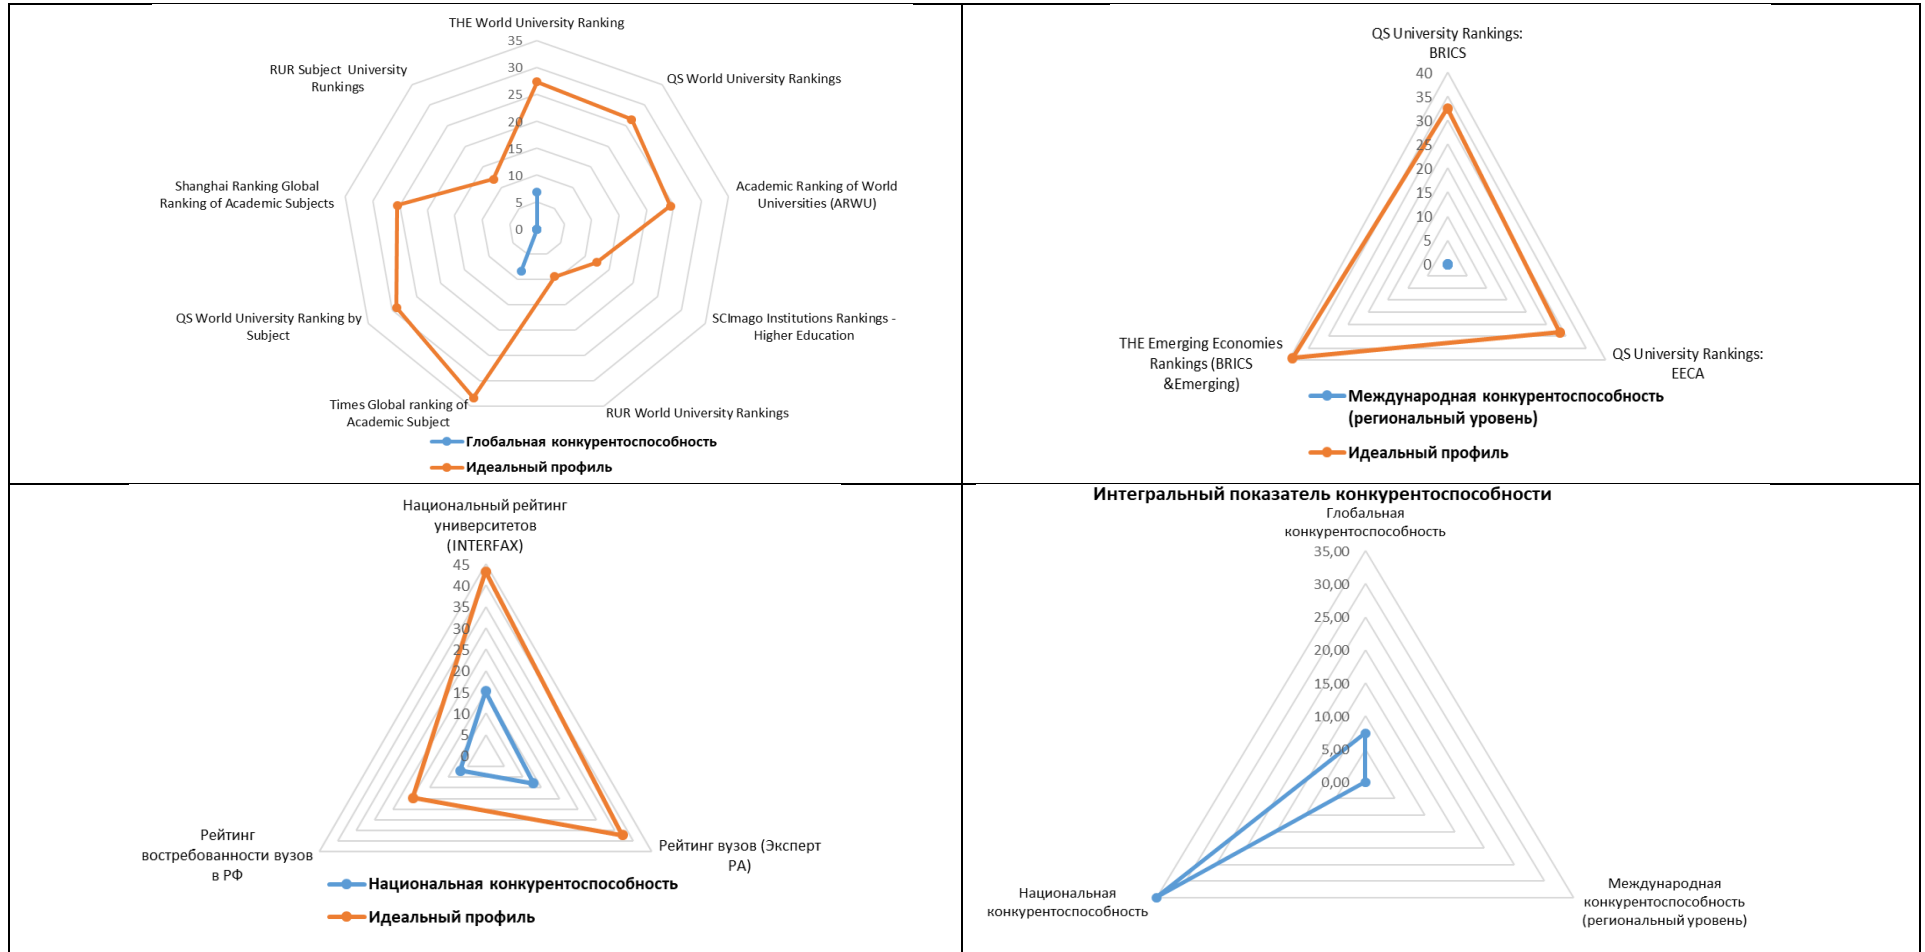 THE World University Ranking
35
30
25
20
15
10
5
0
QS World University Rankings
Academic Ranking of World
Universities (ARWU)
SCImago Institutions Rankings -
Higher Education
RUR World University Rankings
Times Global ranking of
Academic Subject
QS World University Ranking by
Subject
Shanghai Ranking Global
Ranking of Academic Subjects
RUR Subject University
Runkings
Глобальная конкурентоспособность
Идеальный профиль
QS University Rankings:
BRICS
40
35
30
25
20
15
10
5
0
THE Emerging Economies
Rankings (BRICS
&Emerging)
QS University Rankings:
EECA
Международная конкурентоспособность
(региональный уровень)
Идеальный профиль
Национальный рейтинг
университетов
(INTERFAX)
45
40
35
30
25
20
15
10
5
0
Рейтинг
востребованности вузов
в РФ
Рейтинг вузов (Эксперт
РА)
Национальная конкурентоспособность
Идеальный профиль
Интегральный показатель конкурентоспособности
Глобальная
конкурентоспособность
35,00
30,00
25,00
20,00
15,00
10,00
5,00
0,00
Национальная
конкурентоспособность
Международная
конкурентоспособность
(региональный уровень)